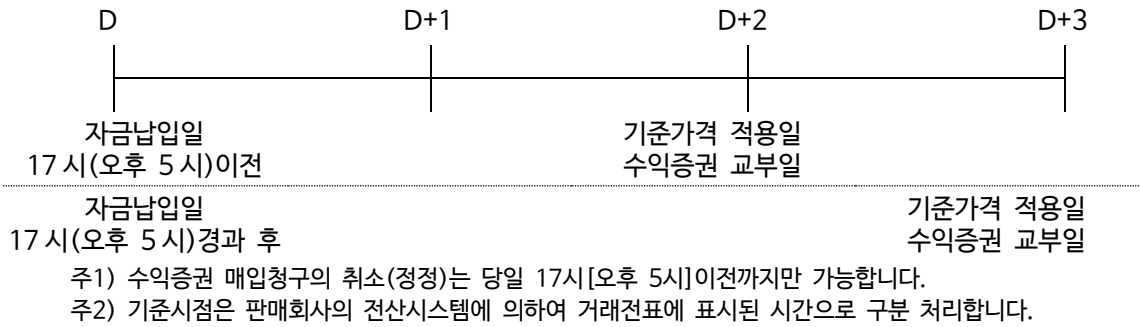 D D+1 D+2 D+3
자금납입일 기준가격 적용일
17시(오후 5시)이전 수익증권 교부일
자금납입일 기준가격 적용일
17시(오후 5시)경과 후 수익증권 교부일
주1) 수익증권 매입청구의 취소(정정)는 당일 17시[오후 5시]이전까지만 가능합니다.
주2) 기준시점은 판매회사의 전산시스템에 의하여 거래전표에 표시된 시간으로 구분 처리합니다.